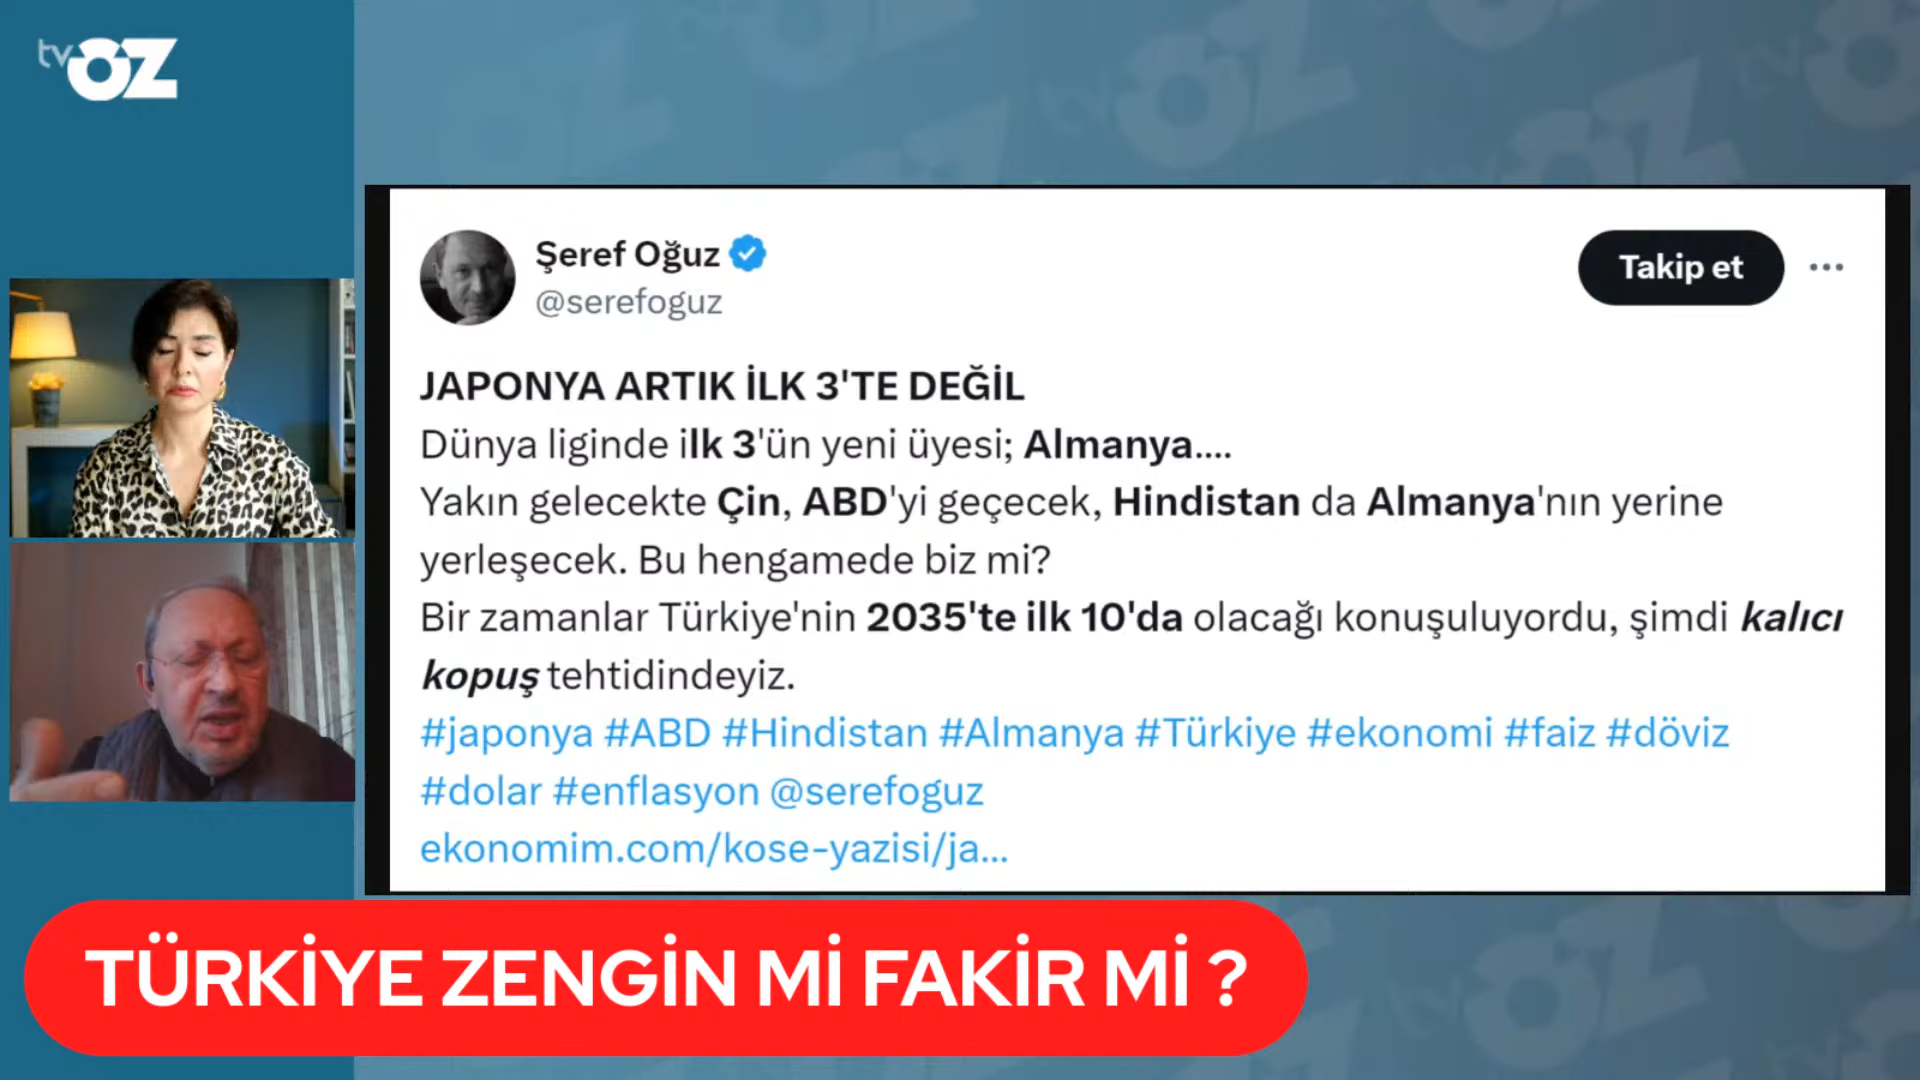 tvOZ
Şeref Oğuz
@serefoguz
Takip et
JAPONYA ARTIK İLK 3'TE DEĞİL
Dünya liginde ilk 3'ün yeni üyesi; Almanya....
Yakın gelecekte Çin, ABD'yi geçecek, Hindistan da Almanya'nın yerine
yerleşecek. Bu hengamede biz mi?
Bir zamanlar Türkiye'nin 2035'te ilk 10'da olacağı konuşuluyordu, şimdi kalıcı
kopuş tehtidindeyiz.
#japonya #ABD #Hindistan #Almanya #Türkiye #ekonomi #faiz #döviz
#dolar #enflasyon @serefoguz
ekonomim.com/kose-yazisi/ja...
TÜRKİYE ZENGİN Mİ FAKİR Mİ ?